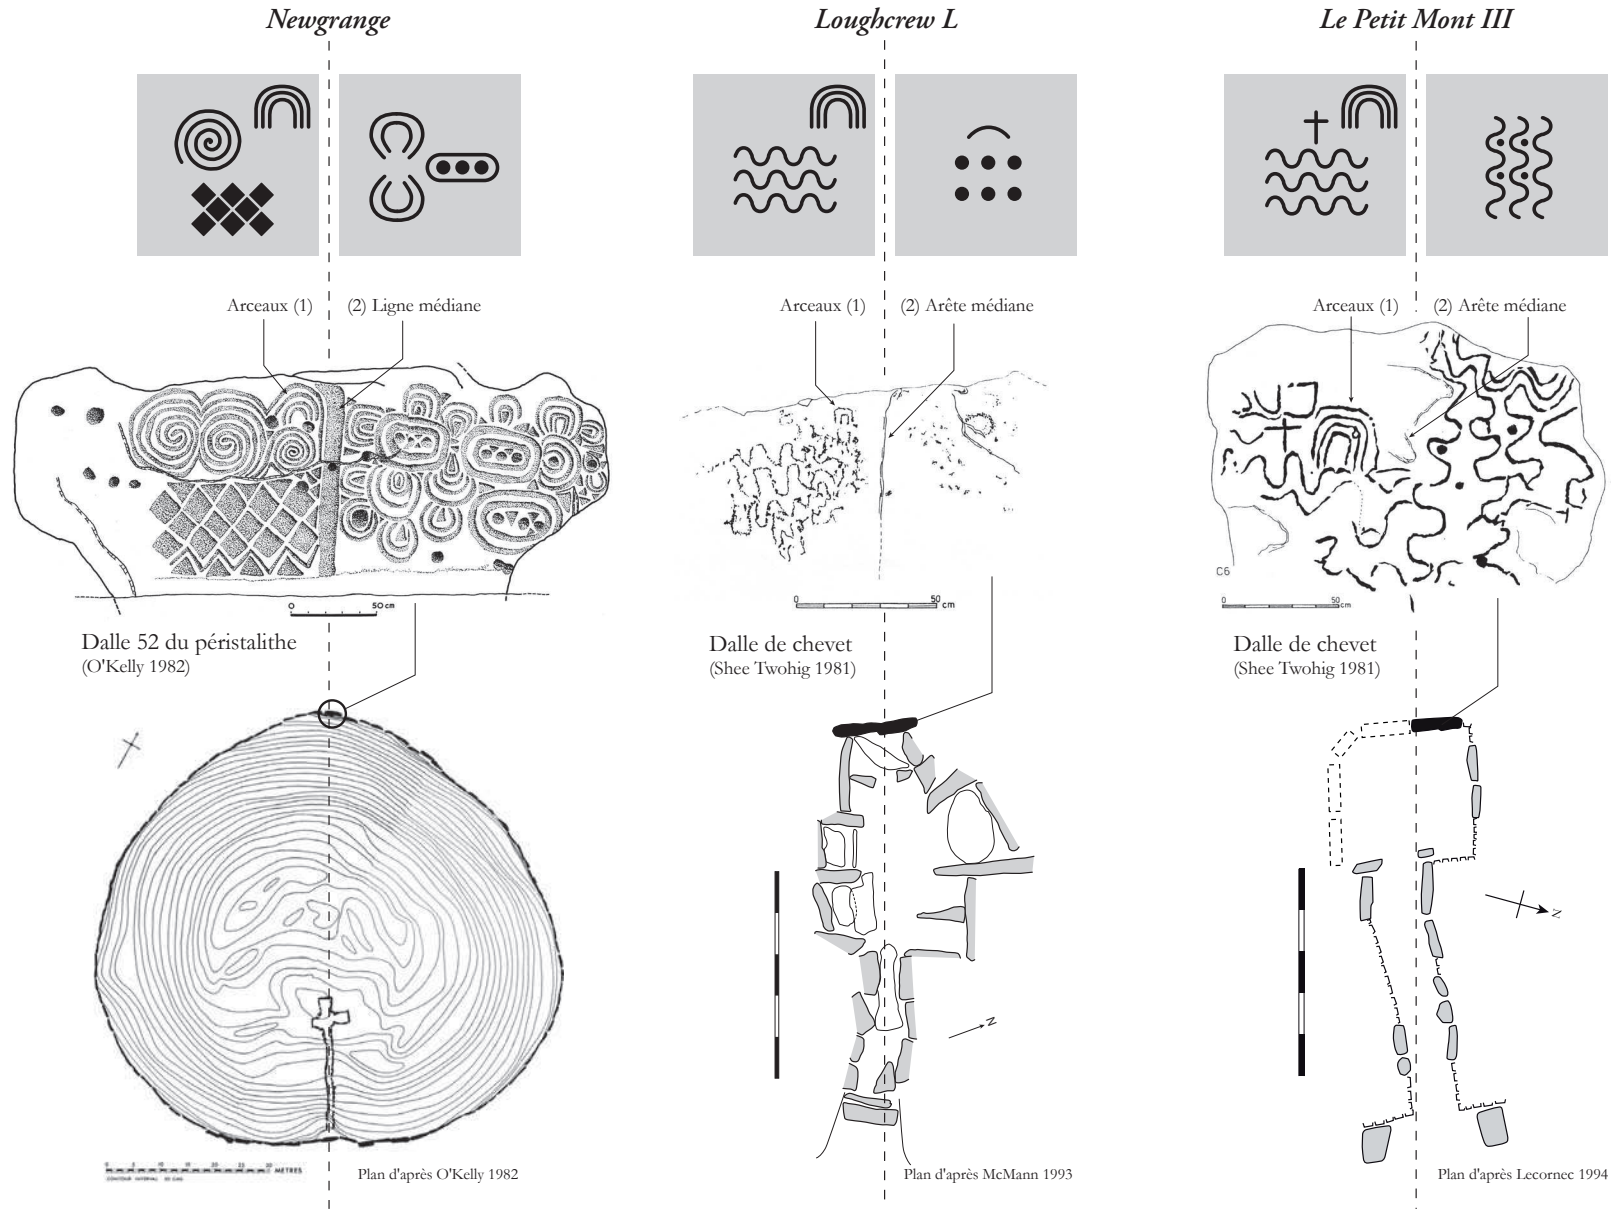 Newgrange
Loughcrew L
Le Petit Mont III
Arceaux (1)
(2) Ligne médiane
Arceaux (1)
(2) Arête médiane
Arceaux (1)
(2) Arête médiane
0 50 cm
0 50 cm
C6
0 50 cm
Dalle 52 du péristalithe
(O'Kelly 1982)
Dalle de chevet
(Shee Twohig 1981)
Dalle de chevet
(Shee Twohig 1981)
N
N
METRES
CONTOUR INTERVAL
Plan d'après O'Kelly 1982
Plan d'après McMann 1993
Plan d'après Lecornec 1994